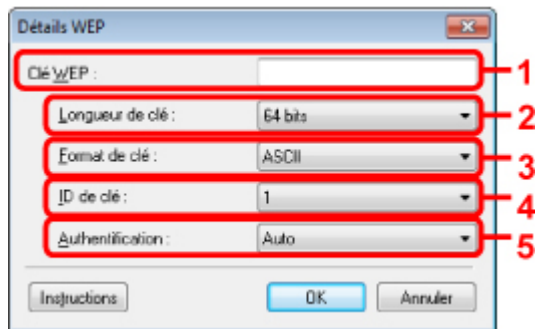 Détails WEP
Clé WEP : 1
Longueur de clé : 64 bits 2
Format de clé : ASCII 3
ID de clé : 1 4
Authentification : Auto 5
Instructions OK Annuler